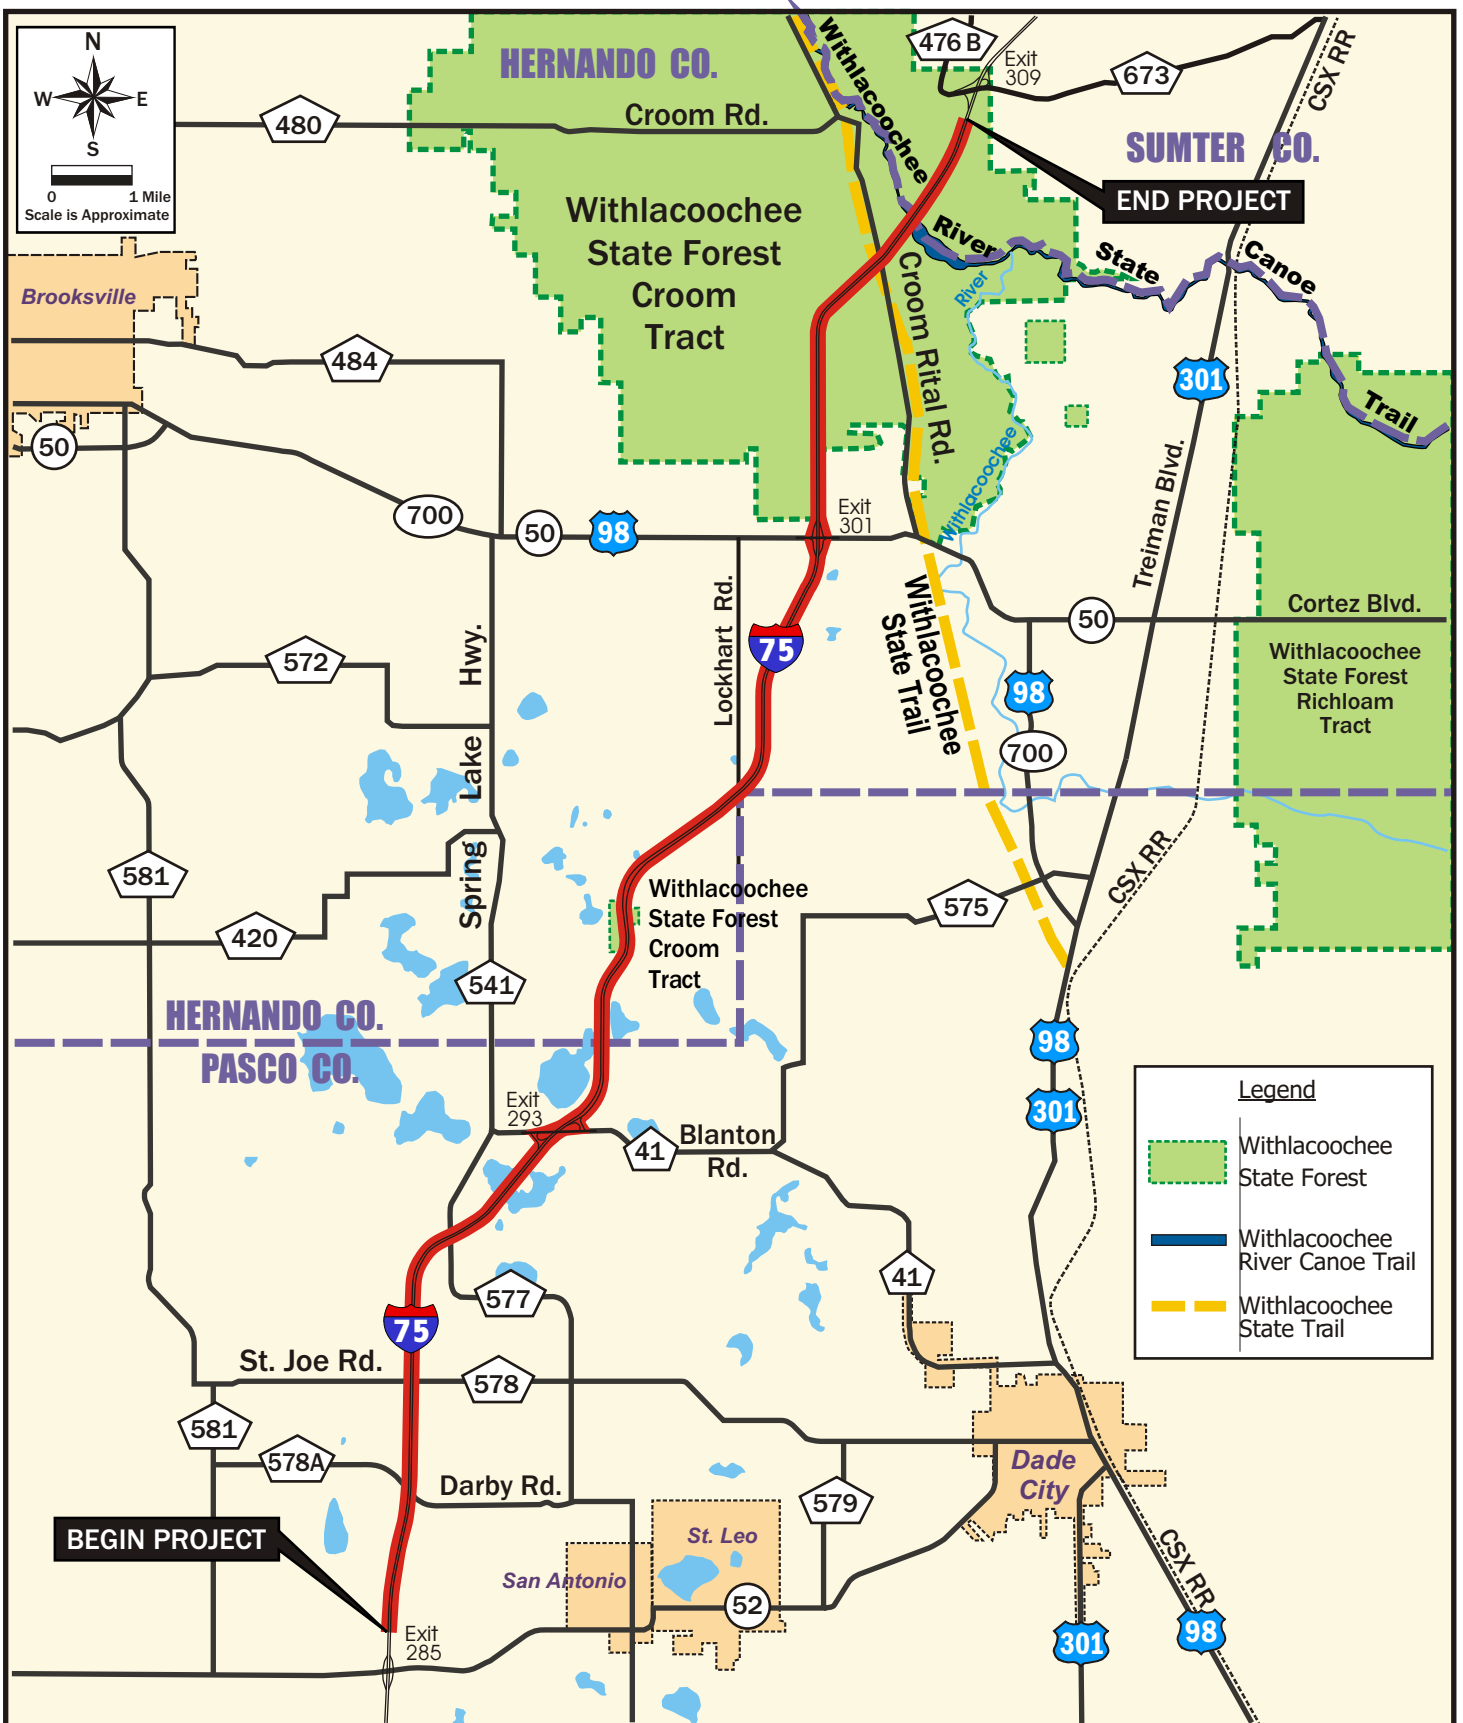 N
W
E
S
0
1 Mile
Scale is Approximate
HERNANDO CO.
476 B
Exit
309
673
CSX RR
480
Croom Rd.
Withlacoochee
SUMTER CO.
END PROJECT
Withlacoochee
State Forest
Croom
Tract
River
State
Canoe
Trail
Brooksville
River
Croom Rital Rd.
484
301
50
Withlacoochee
Treiman Blvd.
700
50
98
Exit
301
Lockhart Rd.
Withlacoochee
State Trail
50
Cortez Blvd.
75
572
Hwy.
Lake
Spring
98
Withlacoochee
State Forest
Richloam
Tract
700
581
CSX RR
Withlacoochee
State Forest
Croom
Tract
575
420
541
HERNANDO CO.
PASCO CO.
98
301
Exit
293
41
Blanton
Rd.
Legend
Withlacoochee
State Forest
Withlacoochee
River Canoe Trail
Withlacoochee
State Trail
41
577
75
St. Joe Rd.
578
581
578A
Darby Rd.
579
Dade
City
BEGIN PROJECT
St. Leo
San Antonio
52
CSX RR
Exit
285
301
98